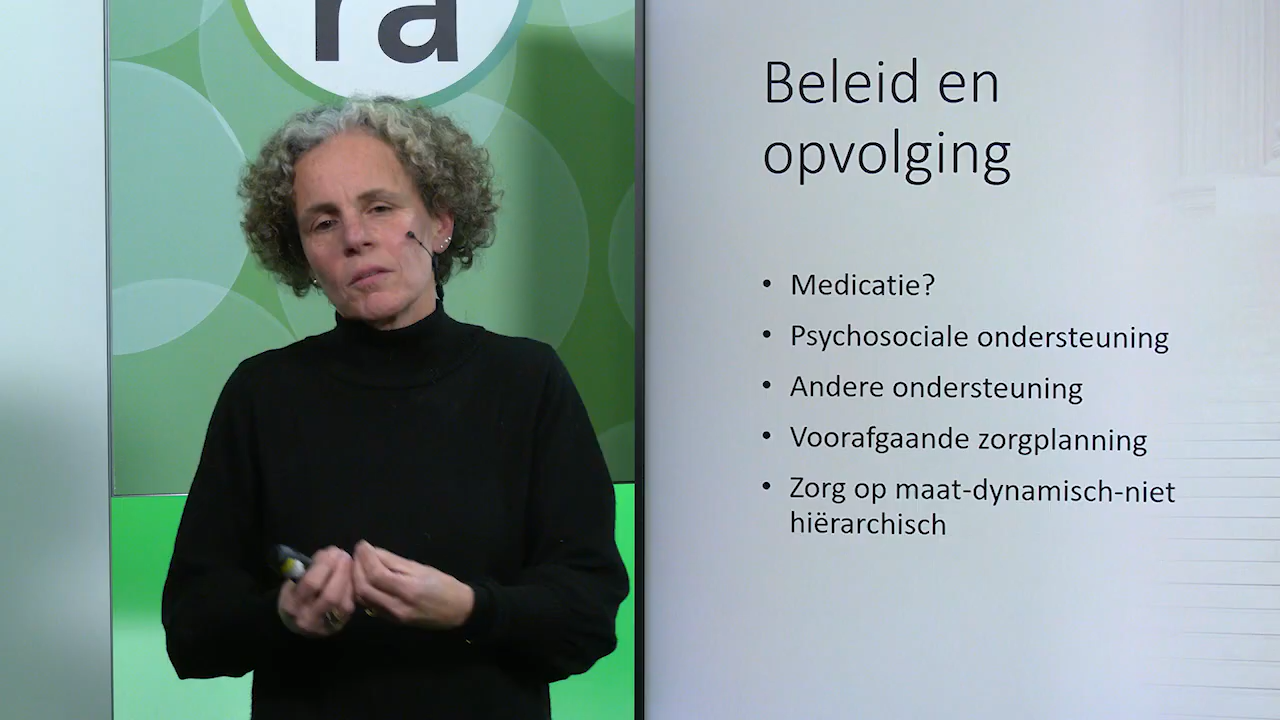 ra
Beleid en
opvolging
• Medicatie?
• Psychosociale ondersteuning
• Andere ondersteuning
• Voorafgaande zorgplanning
• Zorg op maat-dynamisch-niet
hiërarchisch